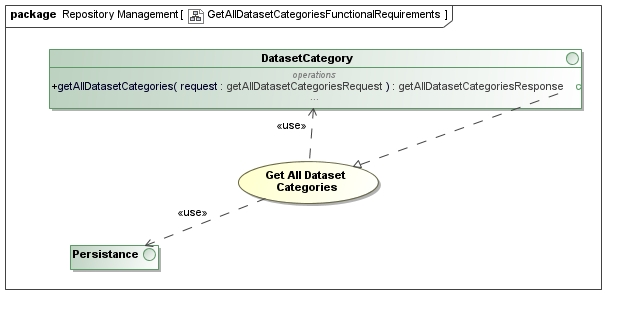 package Repository Management[ GetAllDatasetCategoriesFunctionalRequirements ]
DatasetCategory
operations
+getAllDatasetCategories( request : getAllDatasetCategoriesRequest ) : getAllDatasetCategoriesResponse
...
«use»
Get All Dataset
Categories
«use»
Persistance